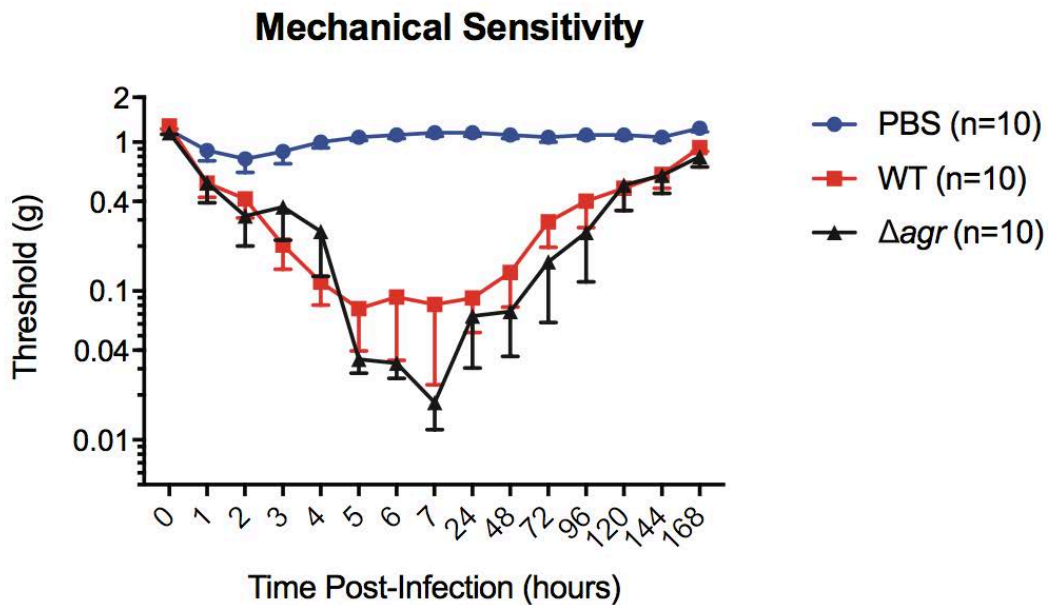 Mechanical Sensitivity
2
1
0.4
0.1
0.04
0.01
Threshold (g)
0 1 2 3 4 5 6 7 24 48 72 96 120 144 168
Time Post-Infection (hours)
PBS (n=10)
WT (n=10)
Δagr (n=10)